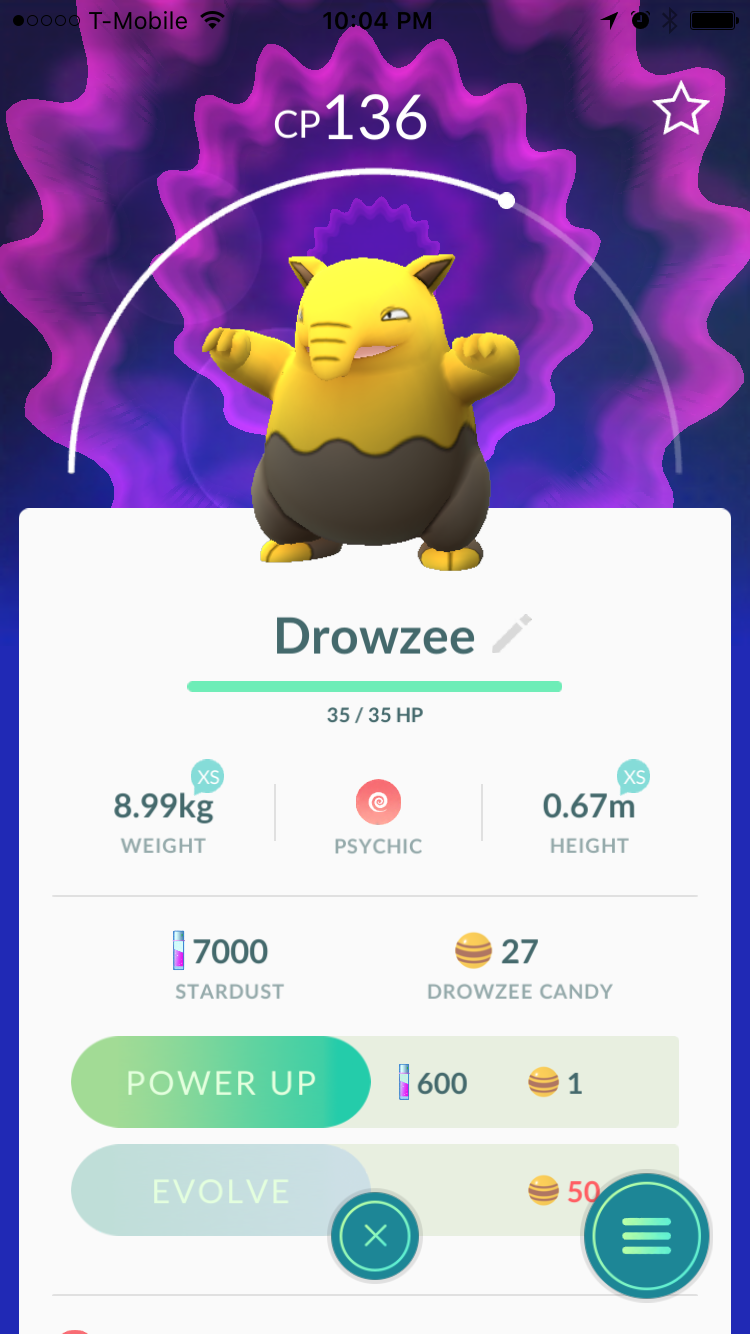 T-Mobile 10:04 PM
CP136
Drowzee
35 / 35 HP
XS XS
8.99kg 0.67m
WEIGHT PSYCHIC HEIGHT
7000 27
STARDUST DROWZEE CANDY
POWER UP 600 1
EVOLVE 50